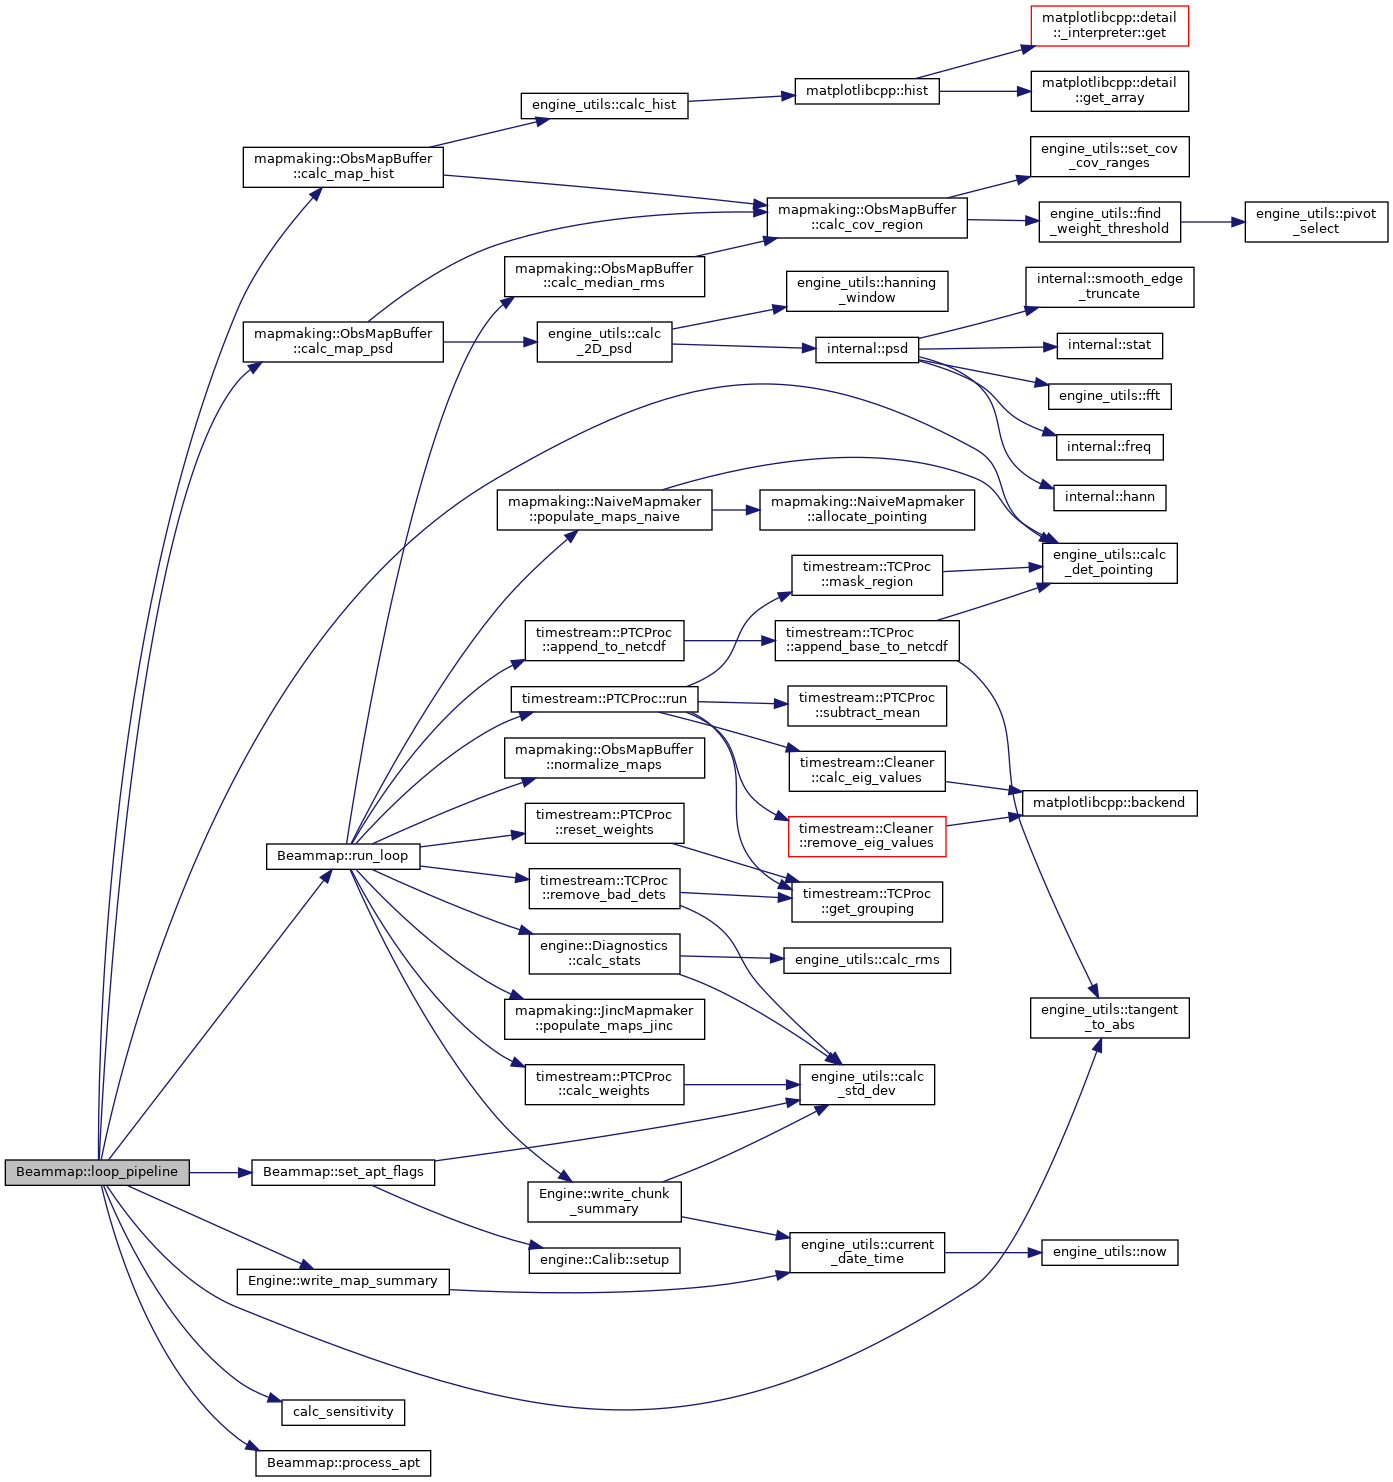 matplotlibcpp::detail
::_interpreter::get
matplotlibcpp::hist
matplotlibcpp::detail
::get_array
engine_utils::calc_hist
mapmaking::ObsMapBuffer
::calc_map_hist
engine_utils::set_cov
_cov_ranges
mapmaking::ObsMapBuffer
::calc_cov_region
engine_utils::find
_weight_threshold
engine_utils::pivot
_select
mapmaking::ObsMapBuffer
::calc_median_rms
engine_utils::hanning
_window
internal::smooth_edge
_truncate
mapmaking::ObsMapBuffer
::calc_map_psd
engine_utils::calc
_2D_psd
internal::psd
internal::stat
engine_utils::fft
internal::freq
internal::hann
mapmaking::NaiveMapmaker
::populate_maps_naive
mapmaking::NaiveMapmaker
::allocate_pointing
engine_utils::calc
_det_pointing
timestream::TCProc
::mask_region
timestream::PTCProc
::append_to_netcdf
timestream::TCProc
::append_base_to_netcdf
timestream::PTCProc::run
timestream::PTCProc
::subtract_mean
mapmaking::ObsMapBuffer
::normalize_maps
timestream::Cleaner
::calc_eig_values
matplotlibcpp::backend
timestream::PTCProc
::reset_weights
timestream::Cleaner
::remove_eig_values
Beammap::run_loop
timestream::TCProc
::remove_bad_dets
timestream::TCProc
::get_grouping
engine::Diagnostics
::calc_stats
engine_utils::calc_rms
mapmaking::JincMapmaker
::populate_maps_jinc
engine_utils::tangent
_to_abs
timestream::PTCProc
::calc_weights
engine_utils::calc
_std_dev
Beammap::loop_pipeline
Beammap::set_apt_flags
Engine::write_chunk
_summary
engine::Calib::setup
engine_utils::current
_date_time
engine_utils::now
Engine::write_map_summary
calc_sensitivity
Beammap::process_apt